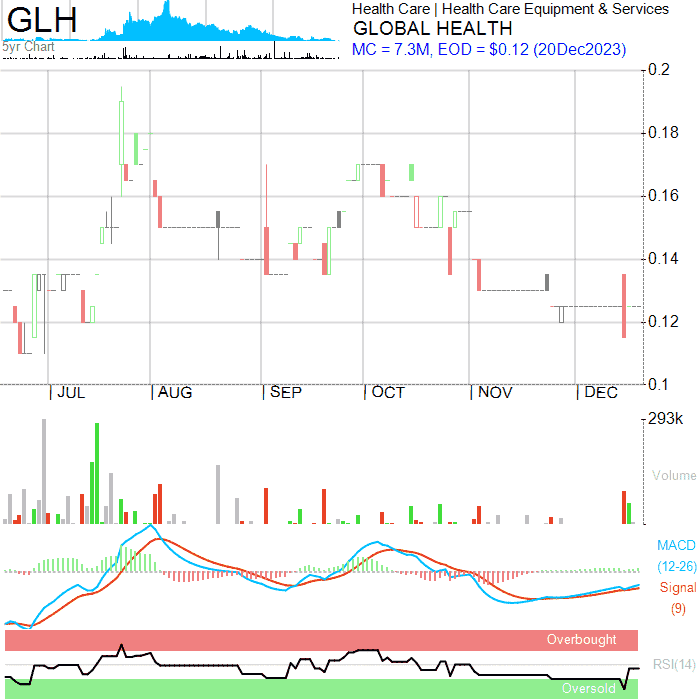 GLH
Health Care | Health Care Equipment & Services
GLOBAL HEALTH
5yr Chart
MC = 7.3M, EOD = $0.12 (20Dec2023)
0.2
0.18
0.16
0.14
0.12
0.1
| JUL | AUG | SEP | OCT | NOV | DEC
293k
Volume
MACD
(12-26)
Signal
(9)
Overbought
RSI(14)
Oversold